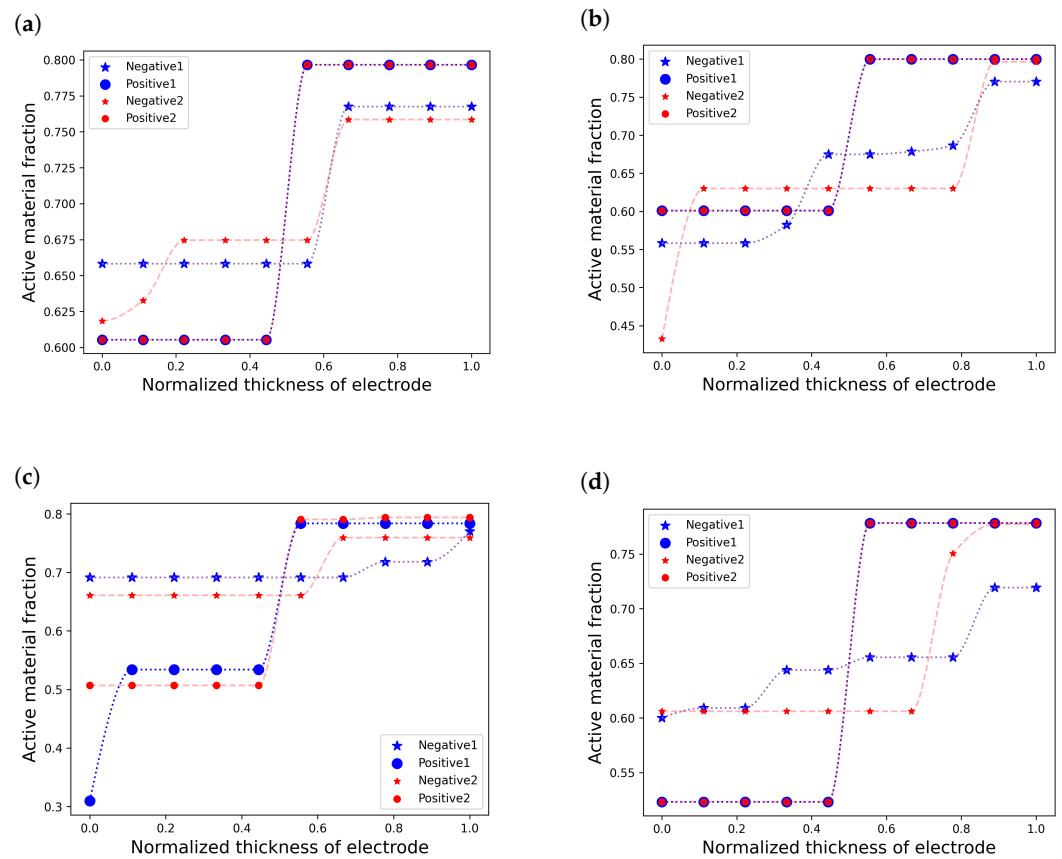 (a)
0.800
0.775
0.750
0.725
0.700
0.675
0.650
0.625
0.600
Active material fraction
Negative1
Positive1
Negative2
Positive2
0.0 0.2 0.4 0.6 0.8 1.0
Normalized thickness of electrode
(b)
0.80
0.75
0.70
0.65
0.60
0.55
0.50
0.45
Active material fraction
Negative1
Positive1
Negative2
Positive2
0.0 0.2 0.4 0.6 0.8 1.0
Normalized thickness of electrode
(c)
0.8
0.7
0.6
0.5
0.4
0.3
Active material fraction
Negative1
Positive1
Negative2
Positive2
0.0 0.2 0.4 0.6 0.8 1.0
Normalized thickness of electrode
(d)
0.75
0.70
0.65
0.60
0.55
Active material fraction
Negative1
Positive1
Negative2
Positive2
0.0 0.2 0.4 0.6 0.8 1.0
Normalized thickness of electrode